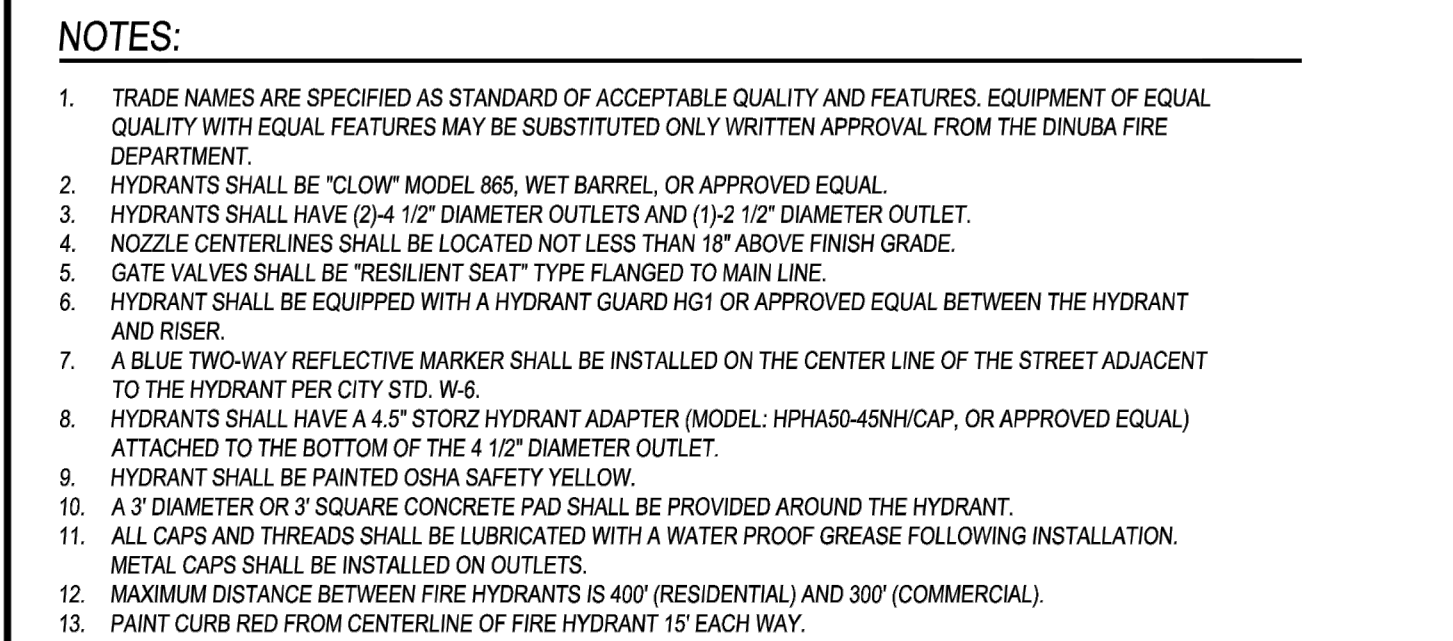 NOTES:
1. TRADE NAMES ARE SPECIFIED AS STANDARD OF ACCEPTABLE QUALITY AND FEATURES. EQUIPMENT OF EQUAL
QUALITY WITH EQUAL FEATURES MAY BE SUBSTITUTED ONLY WRITTEN APPROVAL FROM THE DINUBA FIRE
DEPARTMENT.
2. HYDRANTS SHALL BE "CLOW" MODEL 865, WET BARREL, OR APPROVED EQUAL.
3. HYDRANTS SHALL HAVE (2)-4 1/2" DIAMETER OUTLETS AND (1)-2 1/2" DIAMETER OUTLET.
4. NOZZLE CENTERLINES SHALL BE LOCATED NOT LESS THAN 18" ABOVE FINISH GRADE.
5. GATE VALVES SHALL BE "RESILIENT SEAT" TYPE FLANGED TO MAIN LINE.
6. HYDRANT SHALL BE EQUIPPED WITH A HYDRANT GUARD HG1 OR APPROVED EQUAL BETWEEN THE HYDRANT
AND RISER.
7. A BLUE TWO-WAY REFLECTIVE MARKER SHALL BE INSTALLED ON THE CENTER LINE OF THE STREET ADJACENT
TO THE HYDRANT PER CITY STD. W-6.
8. HYDRANTS SHALL HAVE A 4.5" STORZ HYDRANT ADAPTER (MODEL: HPHA50-45NH/CAP, OR APPROVED EQUAL)
ATTACHED TO THE BOTTOM OF THE 4 1/2" DIAMETER OUTLET.
9. HYDRANT SHALL BE PAINTED OSHA SAFETY YELLOW.
10. A 3' DIAMETER OR 3' SQUARE CONCRETE PAD SHALL BE PROVIDED AROUND THE HYDRANT.
11. ALL CAPS AND THREADS SHALL BE LUBRICATED WITH A WATER PROOF GREASE FOLLOWING INSTALLATION.
METAL CAPS SHALL BE INSTALLED ON OUTLETS.
12. MAXIMUM DISTANCE BETWEEN FIRE HYDRANTS IS 400' (RESIDENTIAL) AND 300' (COMMERCIAL).
13. PAINT CURB RED FROM CENTERLINE OF FIRE HYDRANT 15' EACH WAY.